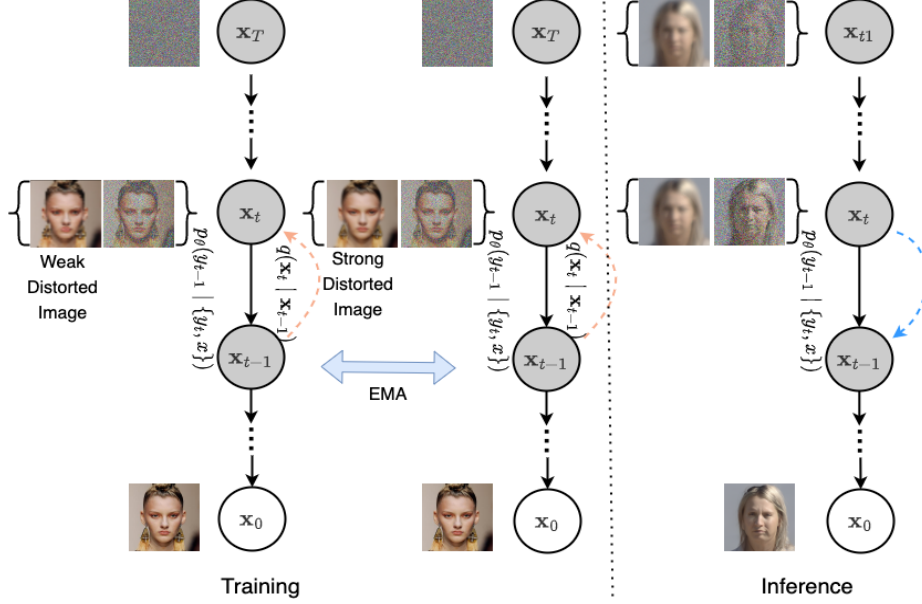 x_T
x_T
x_{t1}
x_t
x_t
x_t
Weak
Distorted
Image
p_θ(y_{t−1} | {y_t, x})
q(x_t | x_{t−1})
Strong
Distorted
Image
p_θ(y_{t−1} | {y_t, x})
q(x_t | x_{t−1})
p_θ(y_{t−1} | {y_t, x})
x_{t−1}
x_{t−1}
x_{t−1}
EMA
x_0
x_0
x_0
Training
Inference